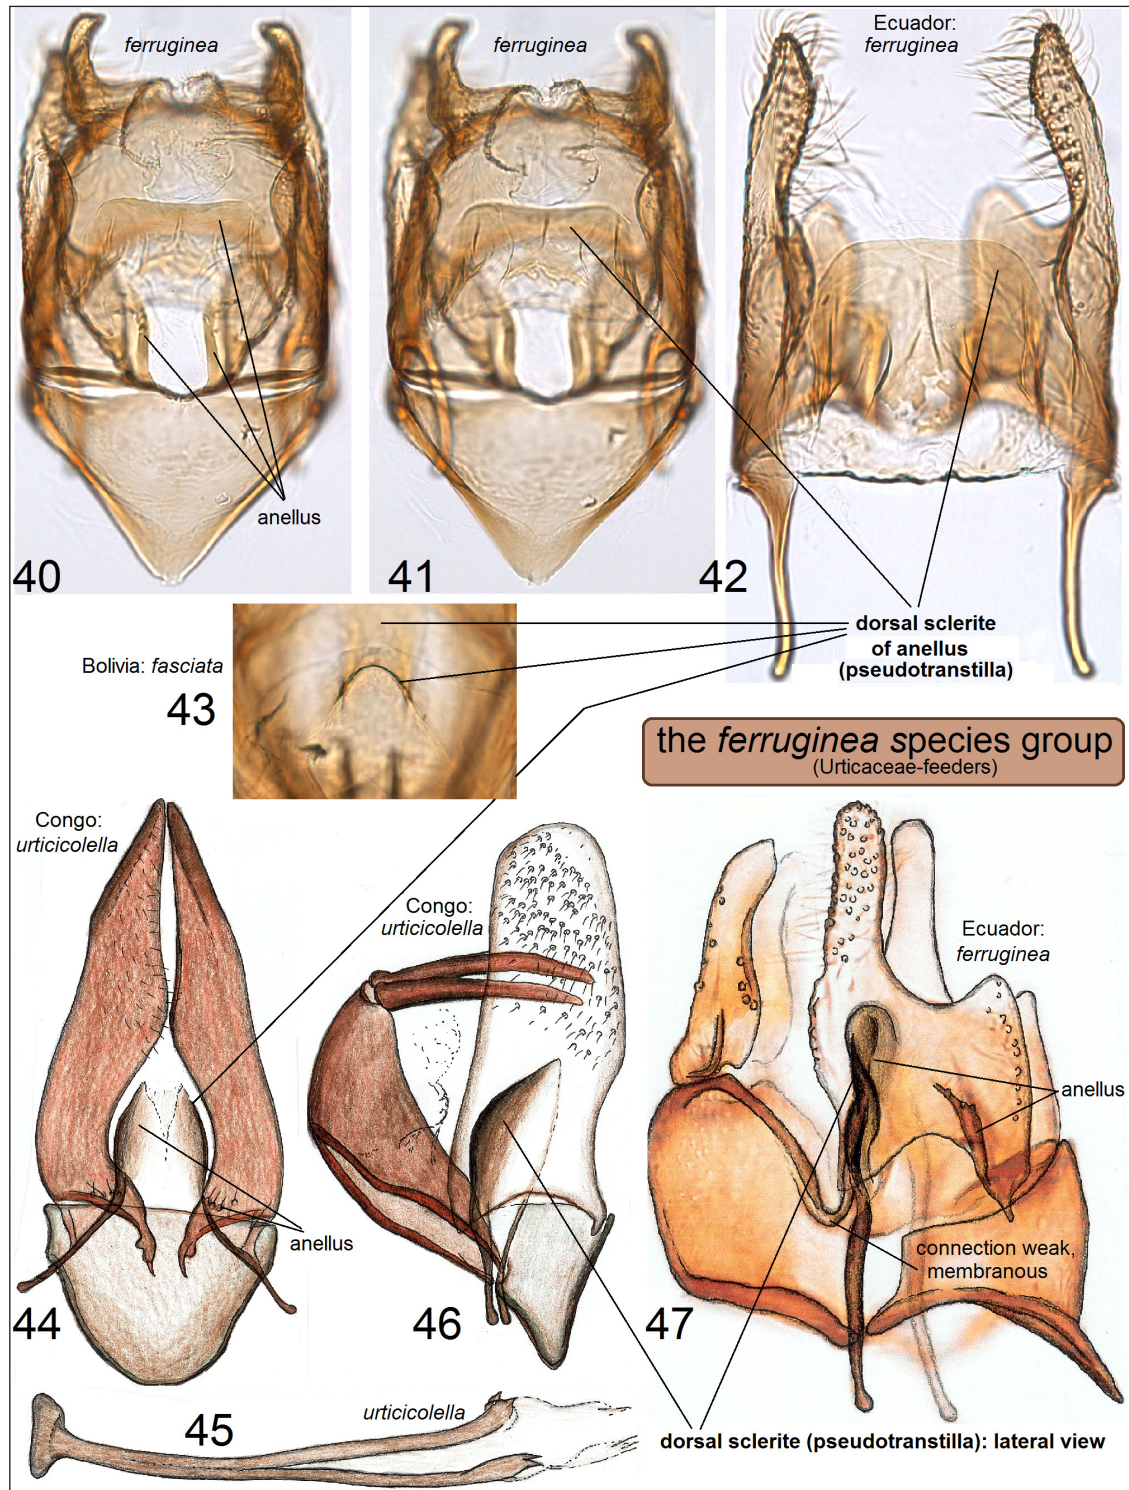 ferruginea
ferruginea
Ecuador:
ferruginea
anellus
40
41
42
dorsal sclerite
of anellus
(pseudotranstilla)
Bolivia: fasciata
43
the ferruginea species group
(Urticaceae-feeders)
Congo:
urticicolella
Congo:
urticicolella
Ecuador:
ferruginea
anellus
anellus
connection weak,
membranous
44
46
47
45
urticicolella
dorsal sclerite (pseudotranstilla): lateral view